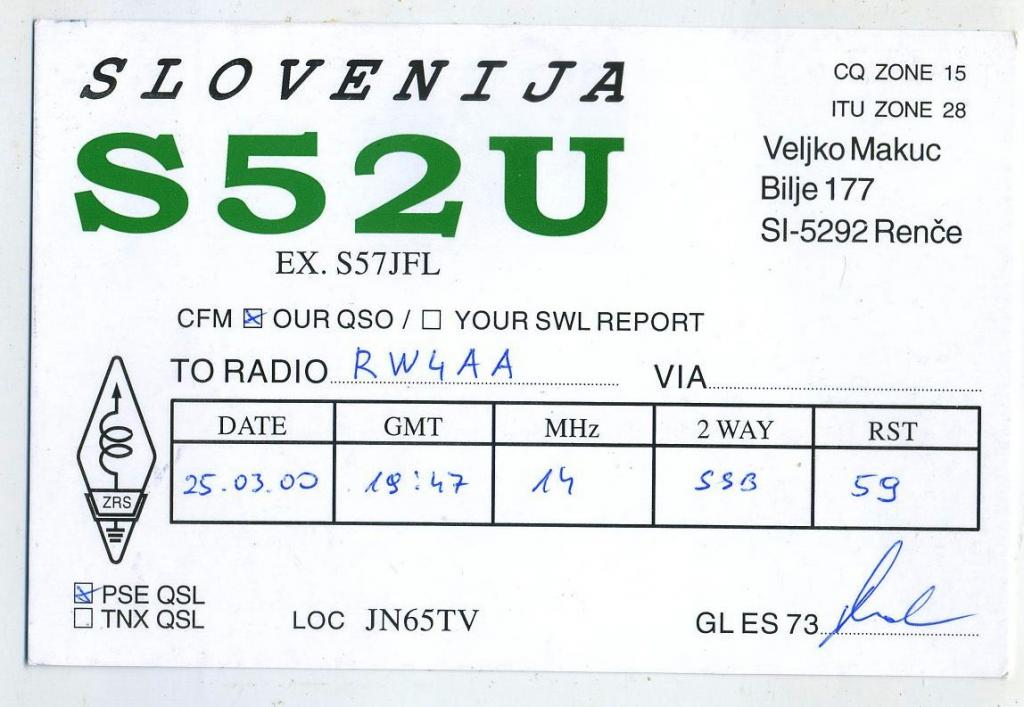 SLOVENIJA
CQ ZONE 15
ITU ZONE 28
S52U
Veljko Makuc
Bilje 177
SI-5292 Renče
EX. S57JFL
CFM ☒ OUR QSO / ☐ YOUR SWL REPORT
TO RADIO RW4AA VIA
DATE GMT MHz 2 WAY RST
25.03.00 19:47 14 SSB 59
ZRS
☒ PSE QSL
☐ TNX QSL
LOC JN65TV
GL ES 73